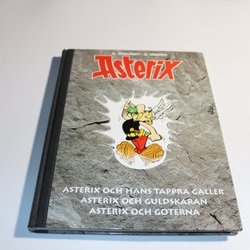 R. GOSCINNY · A. UDERZO
Asterix
ASTERIX OCH HANS TAPPRA GALLER
ASTERIX OCH GULDSKÄRAN
ASTERIX OCH GOTERNA